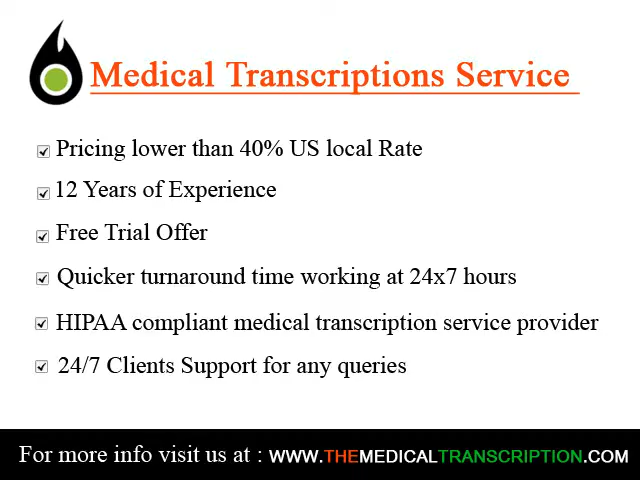 Medical Transcriptions Service
Pricing lower than 40% US local Rate
12 Years of Experience
Free Trial Offer
Quicker turnaround time working at 24x7 hours
HIPAA compliant medical transcription service provider
24/7 Clients Support for any queries
For more info visit us at : WWW.THEMEDICALTRANSCRIPTION.COM